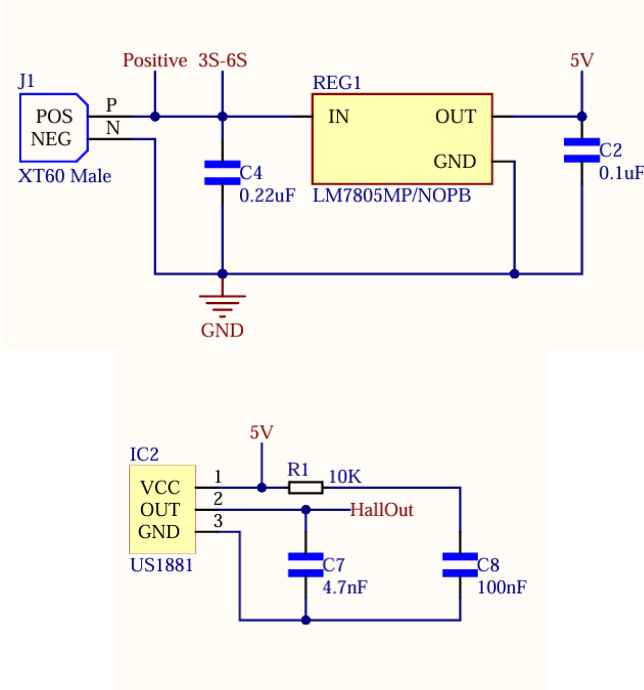 Positive 3S-6S
5V
J1
REG1
P
POS
N
NEG
IN
OUT
GND
C4
0.22uF
C2
0.1uF
XT60 Male
LM7805MP/NOPB
GND
5V
IC2
R1
10K
1
VCC
2
OUT
HallOut
3
GND
US1881
C7
4.7nF
C8
100nF